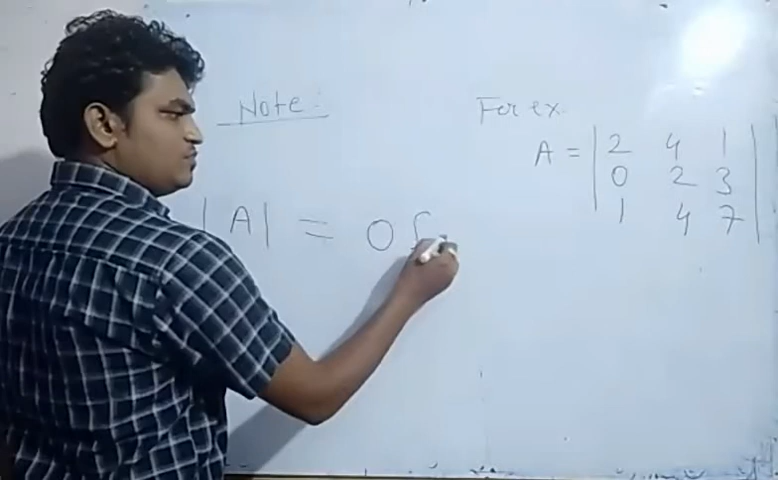 Note:
|A| = 0
For ex.
A = | 2 4 1 |
0 2 3
1 4 7